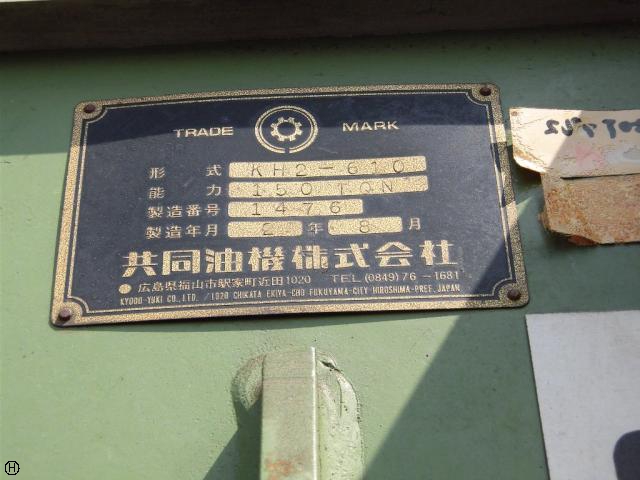 TRADE MARK
形式 KH2-610
能力 150 TON
製造番号 1476
製造年月 2年8月
共同油機株式会社
広島県福山市駅家町近田1020 TEL (0849)76-1681
KYODO-YUKI CO.,LTD. / 1020 CHIKATA EKIYA-CHO FUKUYAMA-CITY HIROSHIMA-PREF. JAPAN
H